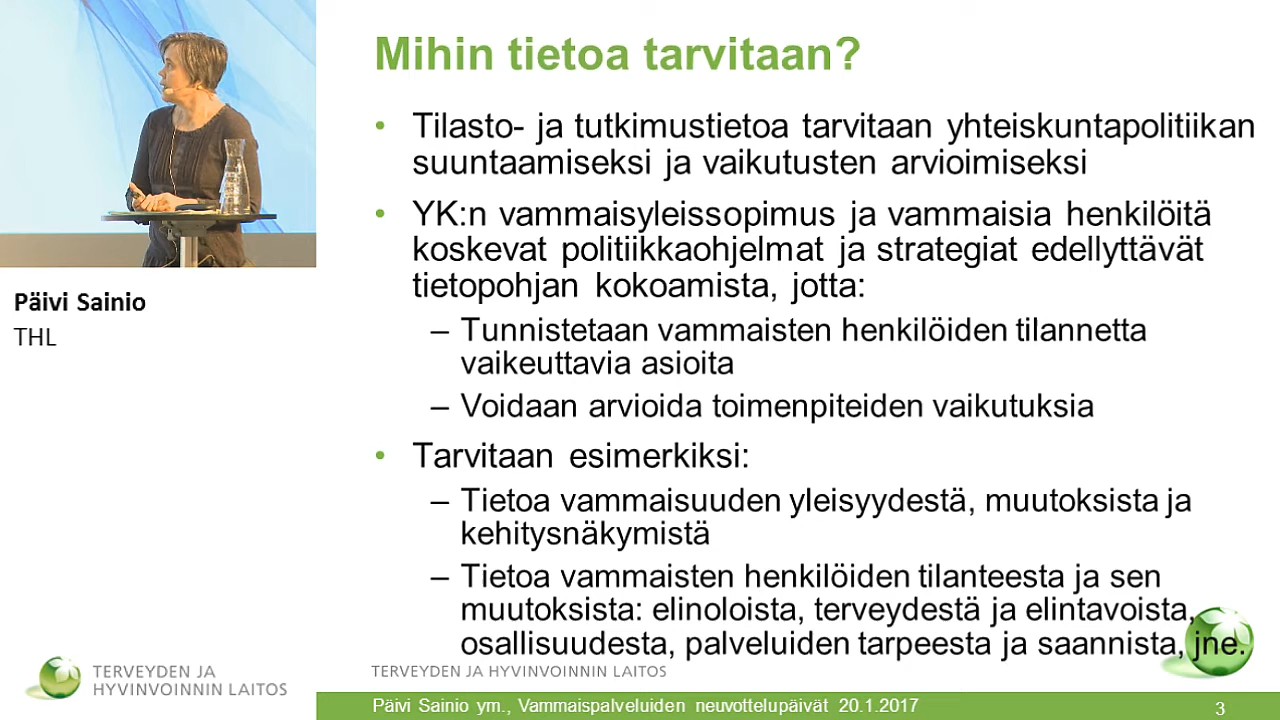 Mihin tietoa tarvitaan?
• Tilasto- ja tutkimustietoa tarvitaan yhteiskuntapolitiikan
suuntaamiseksi ja vaikutusten arvioimiseksi
• YK:n vammaisyleissopimus ja vammaisia henkilöitä
koskevat politiikkaohjelmat ja strategiat edellyttävät
tietopohjan kokoamista, jotta:
– Tunnistetaan vammaisten henkilöiden tilannetta
vaikeuttavia asioita
– Voidaan arvioida toimenpiteiden vaikutuksia
• Tarvitaan esimerkiksi:
– Tietoa vammaisuuden yleisyydestä, muutoksista ja
kehitysnäkymistä
– Tietoa vammaisten henkilöiden tilanteesta ja sen
muutoksista: elinoloista, terveydestä ja elintavoista,
osallisuudesta, palveluiden tarpeesta ja saannista, jne.
Päivi Sainio
THL
TERVEYDEN JA
HYVINVOINNIN LAITOS
TERVEYDEN JA HYVINVOINNIN LAITOS
Päivi Sainio ym., Vammaispalveluiden neuvottelupäivät 20.1.2017
3